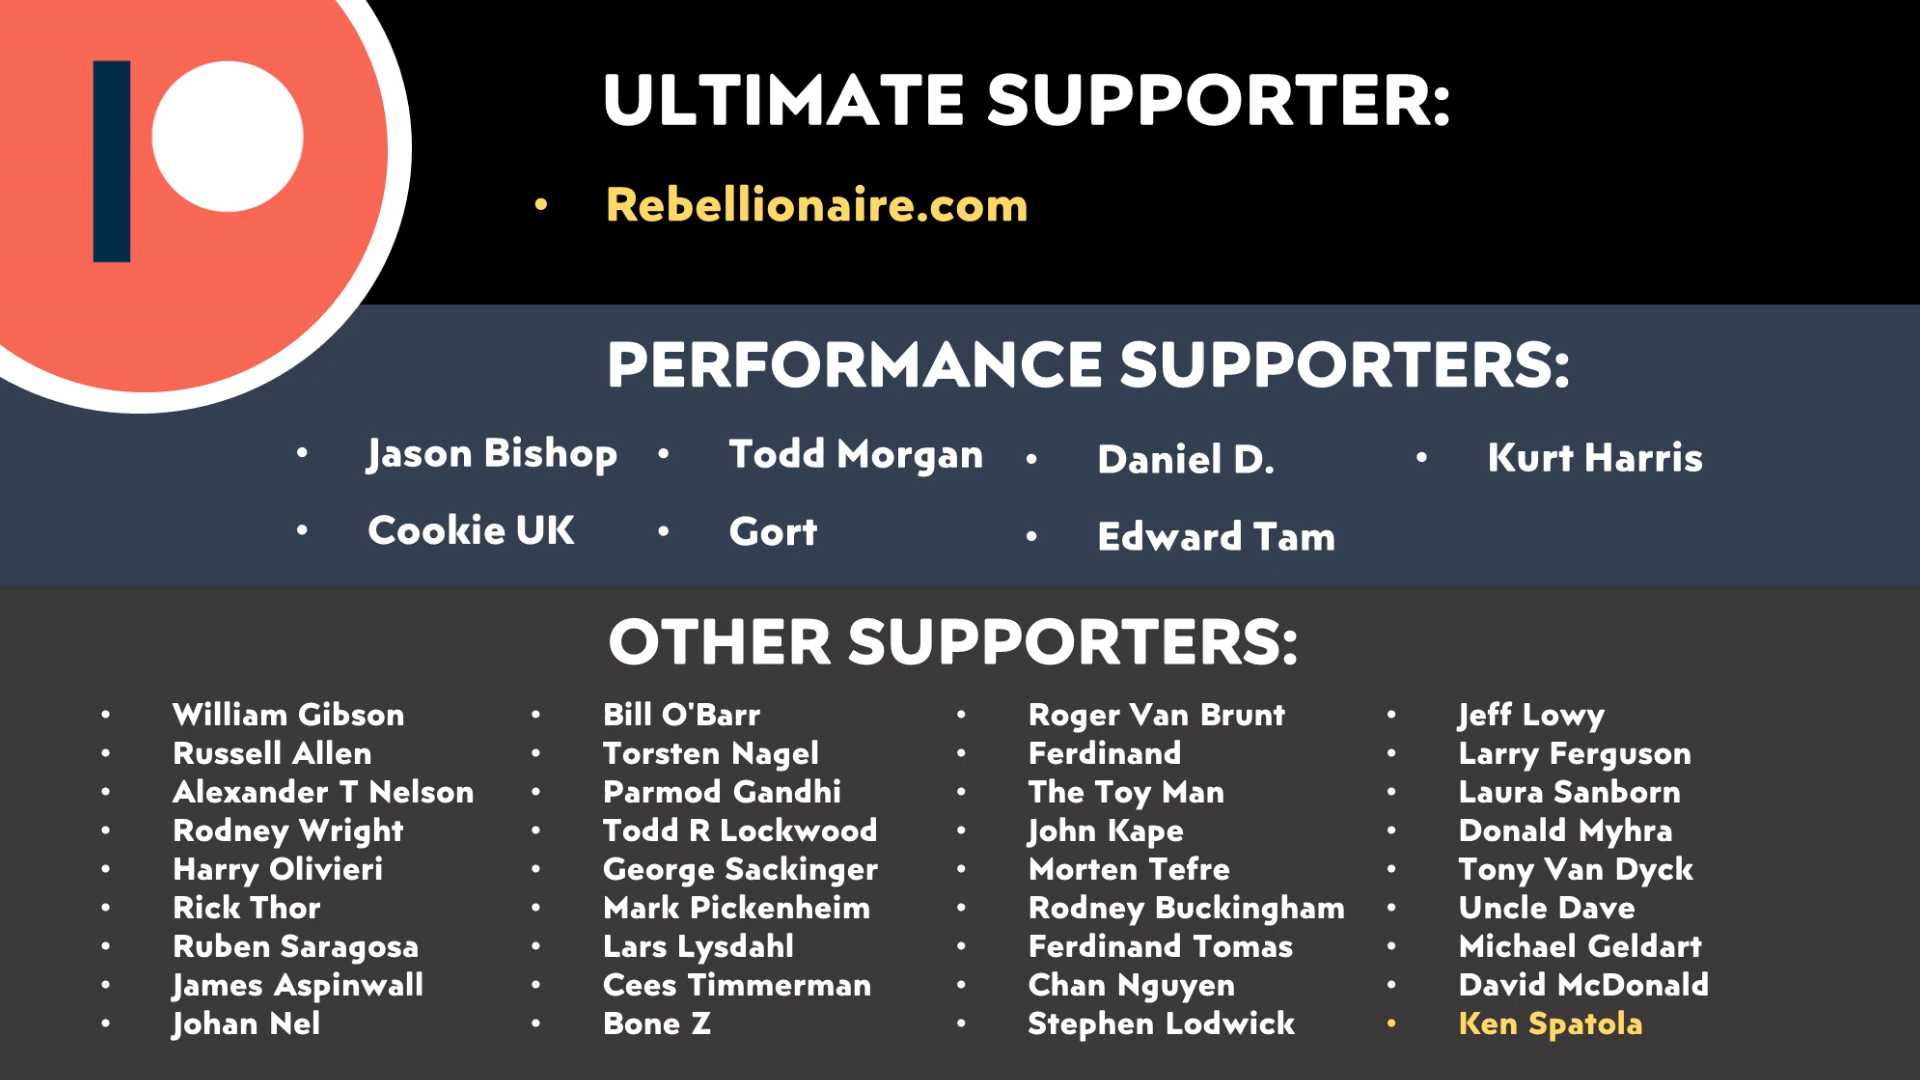 ULTIMATE SUPPORTER:
• Rebellionaire.com
PERFORMANCE SUPPORTERS:
• Jason Bishop • Todd Morgan • Daniel D. • Kurt Harris
• Cookie UK • Gort • Edward Tam
OTHER SUPPORTERS:
• William Gibson • Bill O'Barr • Roger Van Brunt • Jeff Lowy
• Russell Allen • Torsten Nagel • Ferdinand • Larry Ferguson
• Alexander T Nelson • Parmod Gandhi • The Toy Man • Laura Sanborn
• Rodney Wright • Todd R Lockwood • John Kape • Donald Myhra
• Harry Olivieri • George Sackinger • Morten Tefre • Tony Van Dyck
• Rick Thor • Mark Pickenheim • Rodney Buckingham • Uncle Dave
• Ruben Saragosa • Lars Lysdahl • Ferdinand Tomas • Michael Geldart
• James Aspinwall • Cees Timmerman • Chan Nguyen • David McDonald
• Johan Nel • Bone Z • Stephen Lodwick • Ken Spatola